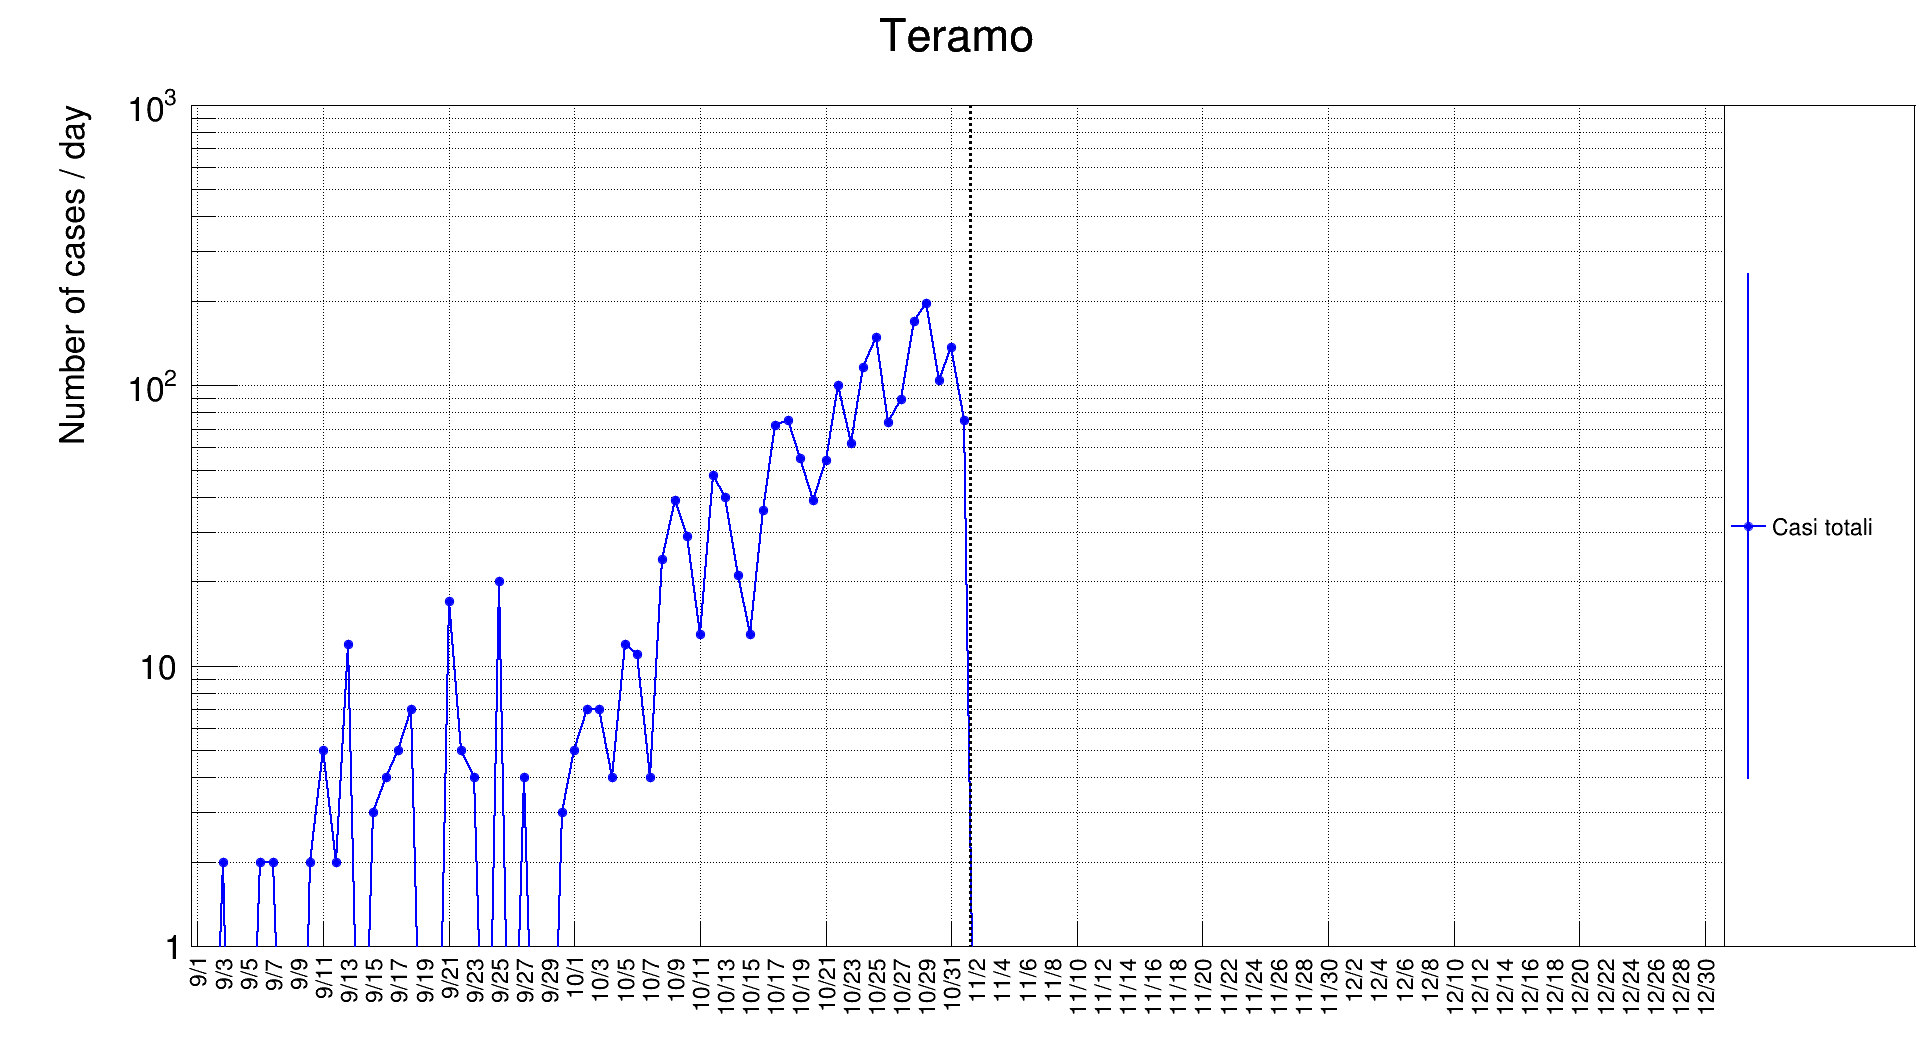 Teramo
Number of cases / day
10³
10²
10
1
9/1 9/3 9/5 9/7 9/9 9/11 9/13 9/15 9/17 9/19 9/21 9/23 9/25 9/27 9/29 10/1 10/3 10/5 10/7 10/9 10/11 10/13 10/15 10/17 10/19 10/21 10/23 10/25 10/27 10/29 10/31 11/2 11/4 11/6 11/8 11/10 11/12 11/14 11/16 11/18 11/20 11/22 11/24 11/26 11/28 11/30 12/2 12/4 12/6 12/8 12/10 12/12 12/14 12/16 12/18 12/20 12/22 12/24 12/26 12/28 12/30
Casi totali